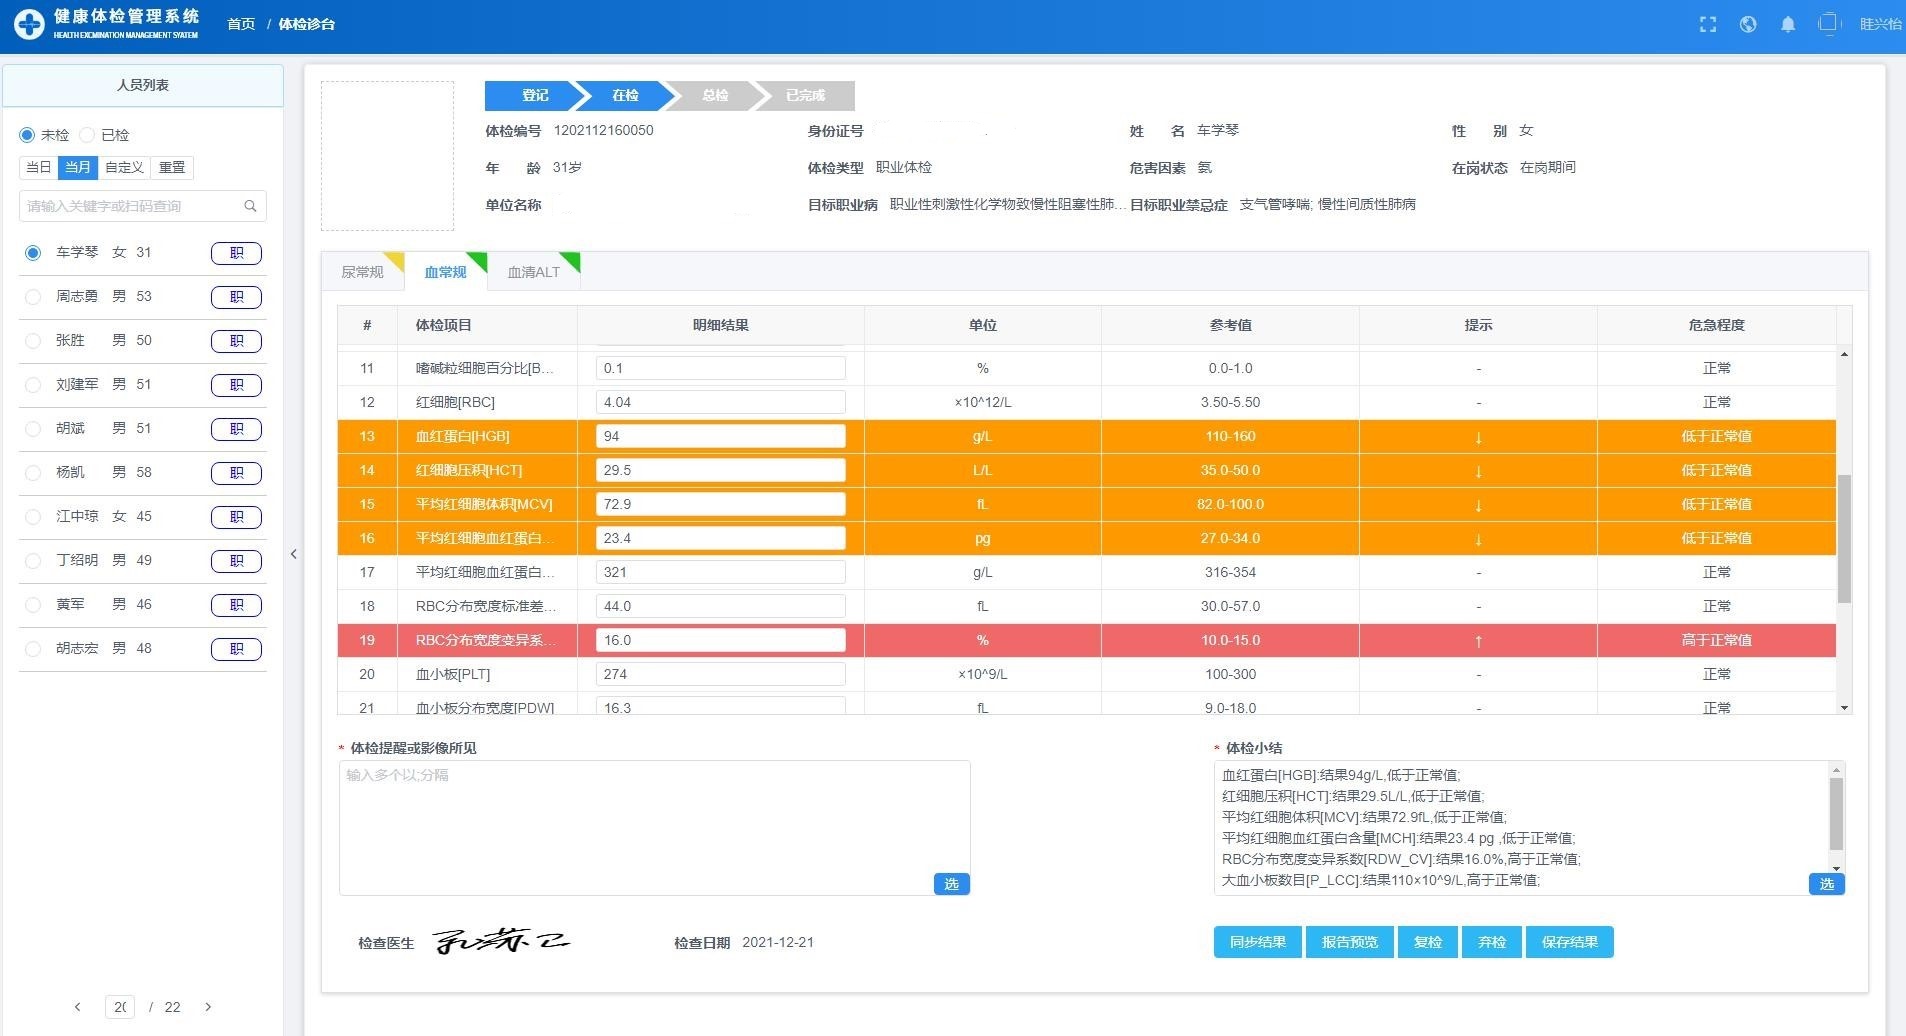 健康体检管理系统
HEALTH EXCMINATION MANAGEMENT SYATEM
首页 / 体检诊台
眭兴怡
人员列表
未检 已检
当日 当月 自定义 重置
请输入关键字或扫码查询
车学琴 女 31 职
周志勇 男 53 职
张胜 男 50 职
刘建军 男 51 职
胡斌 男 51 职
杨凯 男 58 职
江中琼 女 45 职
丁绍明 男 49 职
黄军 男 46 职
胡志宏 男 48 职
20 / 22
登记 在检 总检 已完成
体检编号 1202112160050 身份证号 姓 名 车学琴 性 别 女
年 龄 31岁 体检类型 职业体检 危害因素 氨 在岗状态 在岗期间
单位名称 目标职业病 职业性刺激性化学物致慢性阻塞性肺... 目标职业禁忌症 支气管哮喘; 慢性间质性肺病
尿常规 血常规 血清ALT
# 体检项目 明细结果 单位 参考值 提示 危急程度
11 嗜碱粒细胞百分比[B... 0.1 % 0.0-1.0 - 正常
12 红细胞[RBC] 4.04 ×10^12/L 3.50-5.50 - 正常
13 血红蛋白[HGB] 94 g/L 110-160 ↓ 低于正常值
14 红细胞压积[HCT] 29.5 L/L 35.0-50.0 ↓ 低于正常值
15 平均红细胞体积[MCV] 72.9 fL 82.0-100.0 ↓ 低于正常值
16 平均红细胞血红蛋白... 23.4 pg 27.0-34.0 ↓ 低于正常值
17 平均红细胞血红蛋白... 321 g/L 316-354 - 正常
18 RBC分布宽度标准差... 44.0 fL 30.0-57.0 - 正常
19 RBC分布宽度变异系... 16.0 % 10.0-15.0 ↑ 高于正常值
20 血小板[PLT] 274 ×10^9/L 100-300 - 正常
21 血小板分布宽度[PDW] 16.3 fL 9.0-18.0 - 正常
* 体检提醒或影像所见
输入多个以;分隔
选
* 体检小结
血红蛋白[HGB]:结果94g/L,低于正常值;
红细胞压积[HCT]:结果29.5L/L,低于正常值;
平均红细胞体积[MCV]:结果72.9fL,低于正常值;
平均红细胞血红蛋白含量[MCH]:结果23.4 pg ,低于正常值;
RBC分布宽度变异系数[RDW_CV]:结果16.0%,高于正常值;
大血小板数目[P_LCC]:结果110×10^9/L,高于正常值;
选
检查医生 检查日期 2021-12-21
同步结果 报告预览 复检 弃检 保存结果